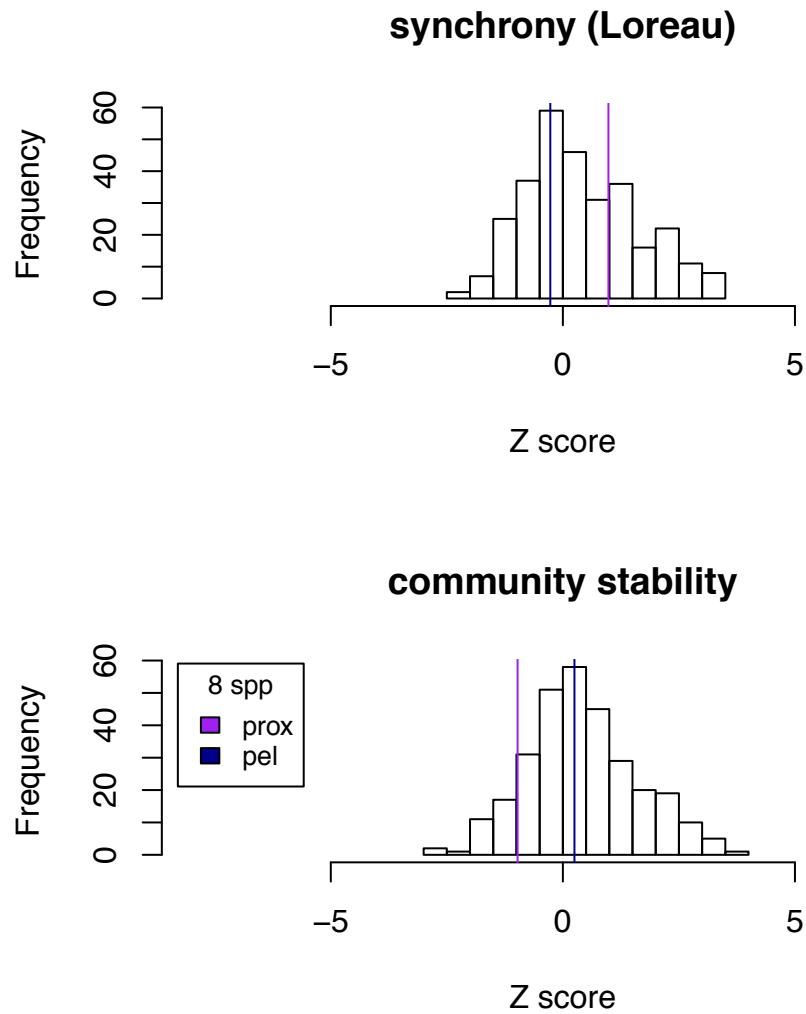 synchrony (Loreau)
Frequency
60
40
20
0
−5 0 5
Z score
community stability
Frequency
60
40
20
0
8 spp
prox
pel
−5 0 5
Z score